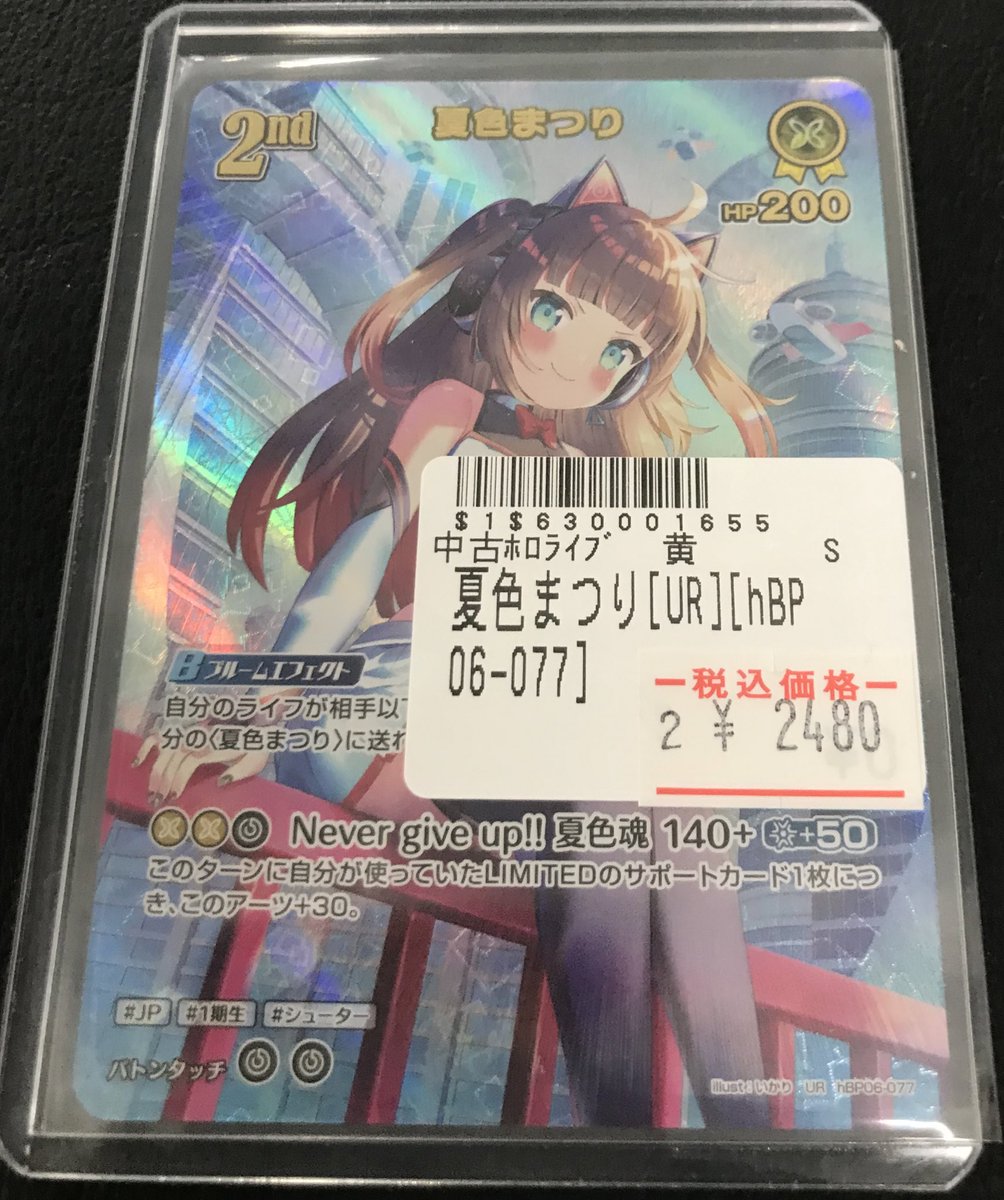 2nd
夏色まつり
HP200
$1$630001655
中古ﾎﾛﾗｲﾌﾞ 黄 S
夏色まつり[UR][hBP
06-077]
税込価格
2 ¥ 2480
Bブルームエフェクト
自分のライフが相手以下
分の〈夏色まつり〉に送れ
Never give up!! 夏色魂 140+ +50
このターンに自分が使っていたLIMITEDのサポートカード1枚につ
き、このアーツ+30。
#JP #1期生 #シューター
バトンタッチ
illust:いかり UR hBP06-077